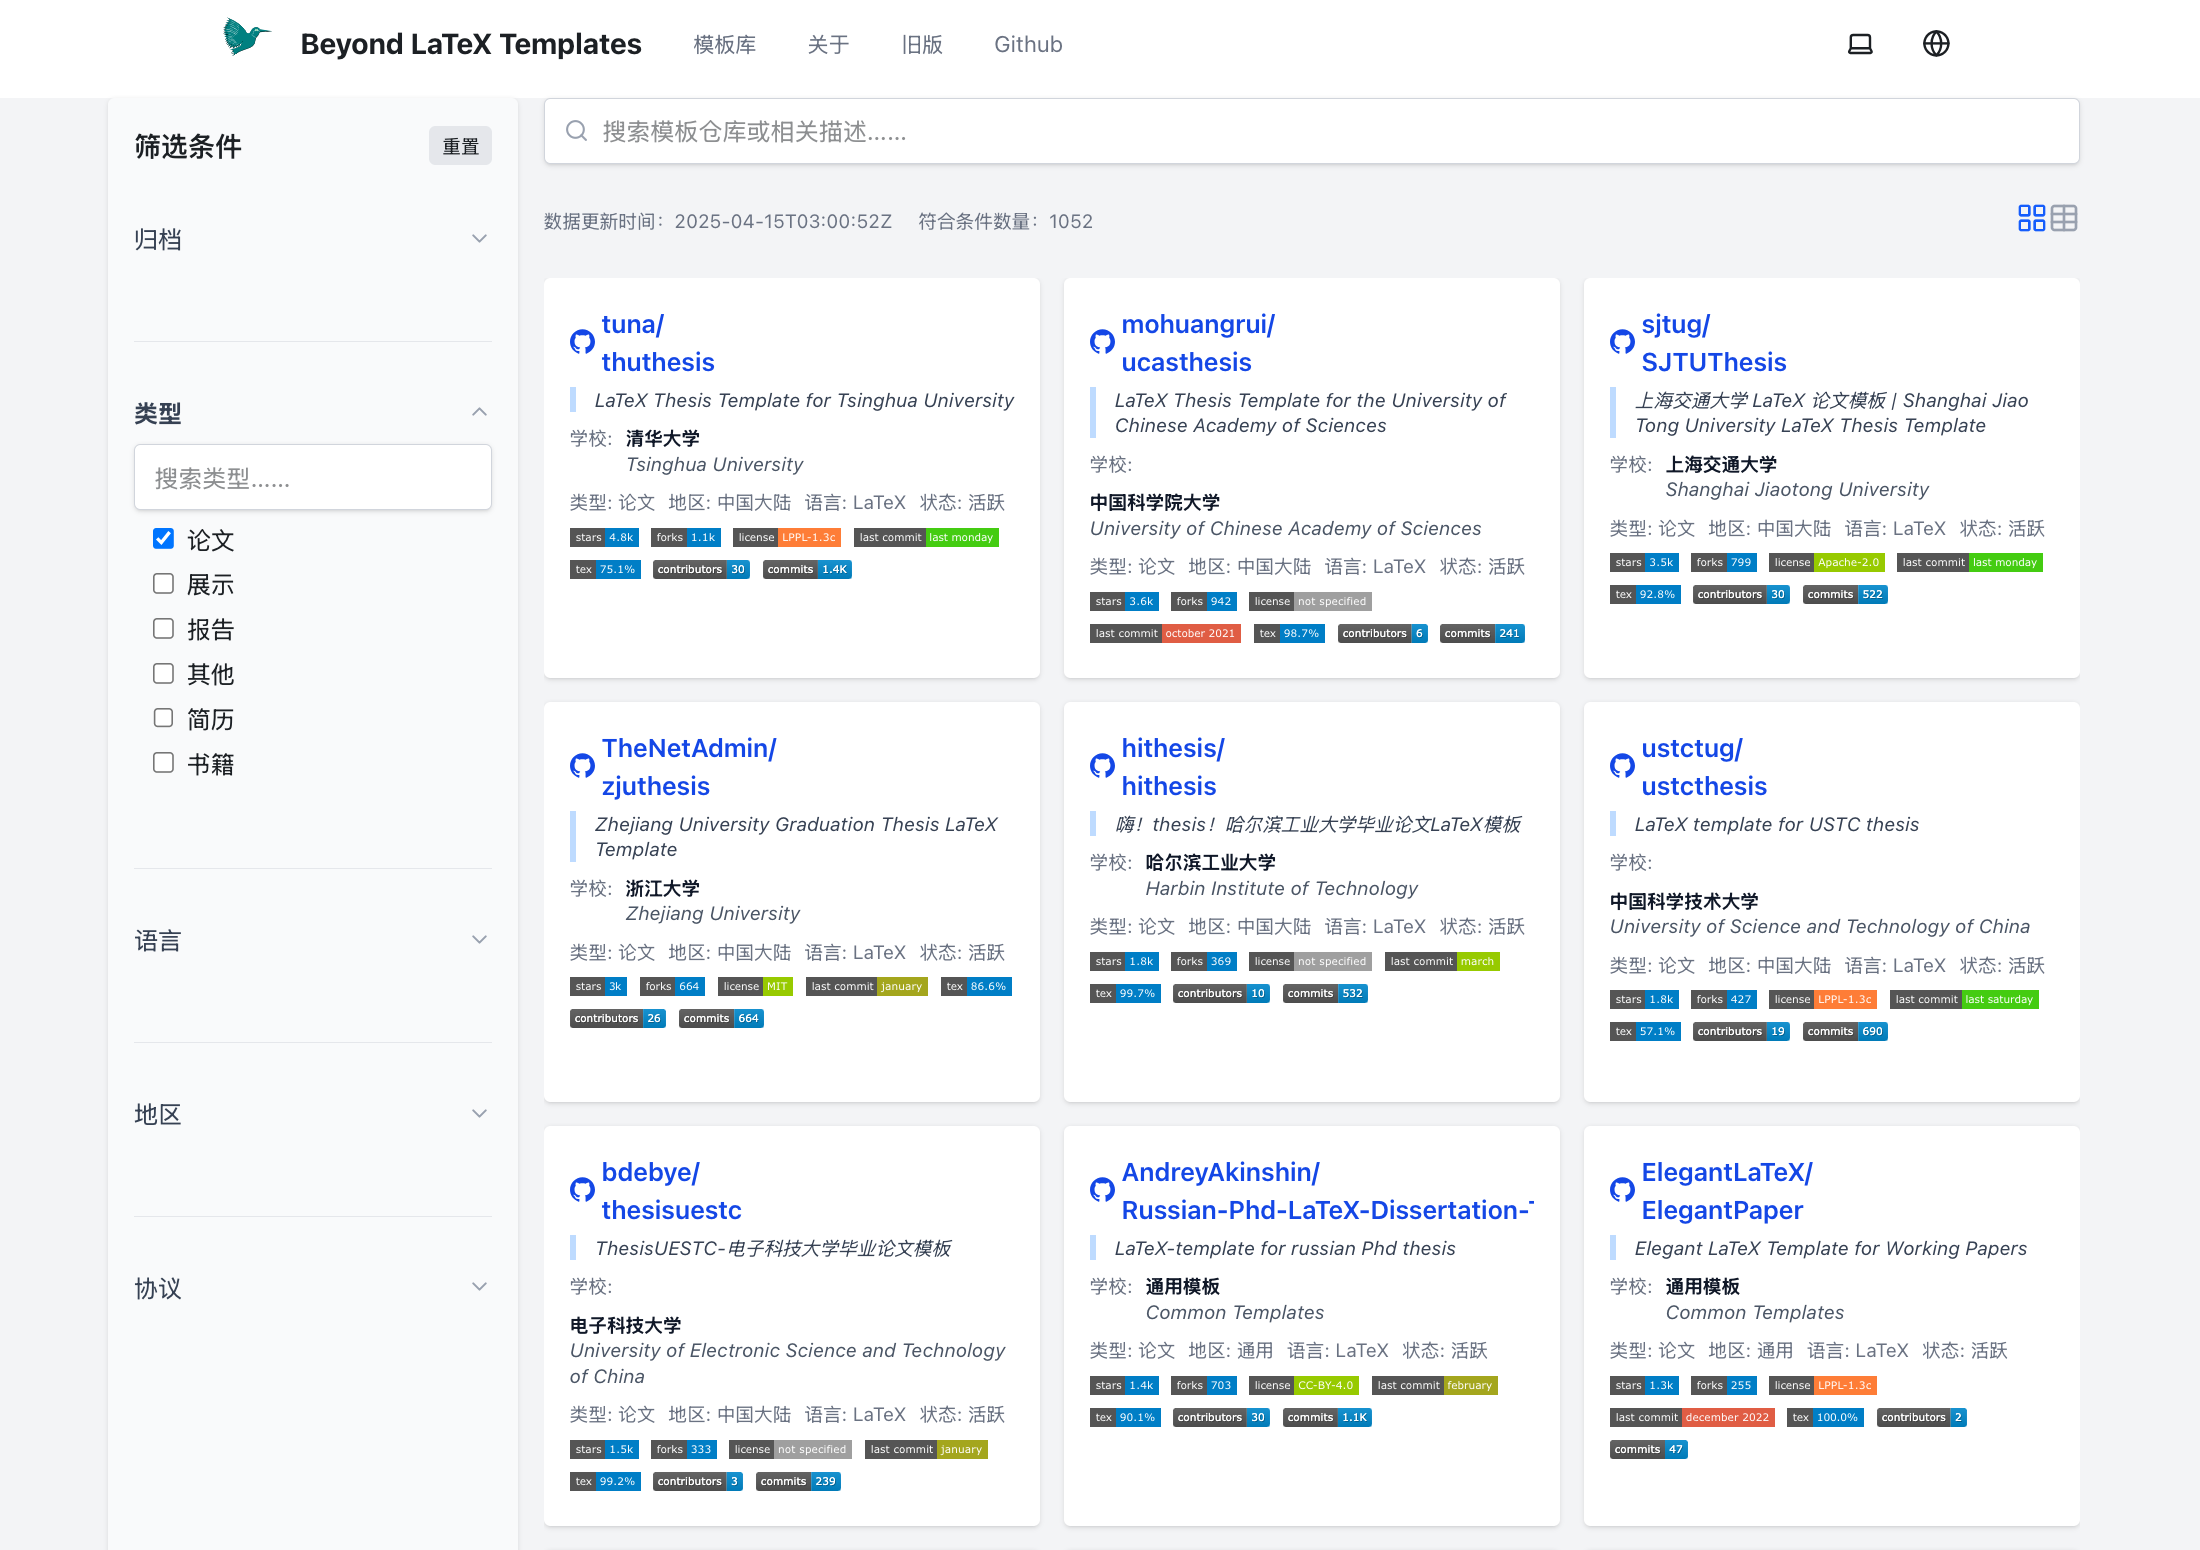 Beyond LaTeX Templates 模板库 关于 旧版 Github
筛选条件 重置
归档
类型
搜索类型……
论文
展示
报告
其他
简历
书籍
语言
地区
协议
搜索模板仓库或相关描述……
数据更新时间：2025-04-15T03:00:52Z 符合条件数量：1052
tuna/
thuthesis
LaTeX Thesis Template for Tsinghua University
学校: 清华大学
Tsinghua University
类型: 论文 地区: 中国大陆 语言: LaTeX 状态: 活跃
stars 4.8k forks 1.1k license LPPL-1.3c last commit last monday
tex 75.1% contributors 30 commits 1.4K
mohuangrui/
ucasthesis
LaTeX Thesis Template for the University of
Chinese Academy of Sciences
学校:
中国科学院大学
University of Chinese Academy of Sciences
类型: 论文 地区: 中国大陆 语言: LaTeX 状态: 活跃
stars 3.6k forks 942 license not specified
last commit october 2021 tex 98.7% contributors 6 commits 241
sjtug/
SJTUThesis
上海交通大学 LaTeX 论文模板 | Shanghai Jiao
Tong University LaTeX Thesis Template
学校: 上海交通大学
Shanghai Jiaotong University
类型: 论文 地区: 中国大陆 语言: LaTeX 状态: 活跃
stars 3.5k forks 799 license Apache-2.0 last commit last monday
tex 92.8% contributors 30 commits 522
TheNetAdmin/
zjuthesis
Zhejiang University Graduation Thesis LaTeX
Template
学校: 浙江大学
Zhejiang University
类型: 论文 地区: 中国大陆 语言: LaTeX 状态: 活跃
stars 3k forks 664 license MIT last commit january tex 86.6%
contributors 26 commits 664
hithesis/
hithesis
嗨！thesis！哈尔滨工业大学毕业论文LaTeX模板
学校: 哈尔滨工业大学
Harbin Institute of Technology
类型: 论文 地区: 中国大陆 语言: LaTeX 状态: 活跃
stars 1.8k forks 369 license not specified last commit march
tex 99.7% contributors 10 commits 532
ustctug/
ustcthesis
LaTeX template for USTC thesis
学校:
中国科学技术大学
University of Science and Technology of China
类型: 论文 地区: 中国大陆 语言: LaTeX 状态: 活跃
stars 1.8k forks 427 license LPPL-1.3c last commit last saturday
tex 57.1% contributors 19 commits 690
bdebye/
thesisuestc
ThesisUESTC-电子科技大学毕业论文模板
学校:
电子科技大学
University of Electronic Science and Technology
of China
类型: 论文 地区: 中国大陆 语言: LaTeX 状态: 活跃
stars 1.5k forks 333 license not specified last commit january
tex 99.2% contributors 3 commits 239
AndreyAkinshin/
Russian-Phd-LaTeX-Dissertation-
LaTeX-template for russian Phd thesis
学校: 通用模板
Common Templates
类型: 论文 地区: 通用 语言: LaTeX 状态: 活跃
stars 1.4k forks 703 license CC-BY-4.0 last commit february
tex 90.1% contributors 30 commits 1.1K
ElegantLaTeX/
ElegantPaper
Elegant LaTeX Template for Working Papers
学校: 通用模板
Common Templates
类型: 论文 地区: 通用 语言: LaTeX 状态: 活跃
stars 1.3k forks 255 license LPPL-1.3c
last commit december 2022 tex 100.0% contributors 2
commits 47